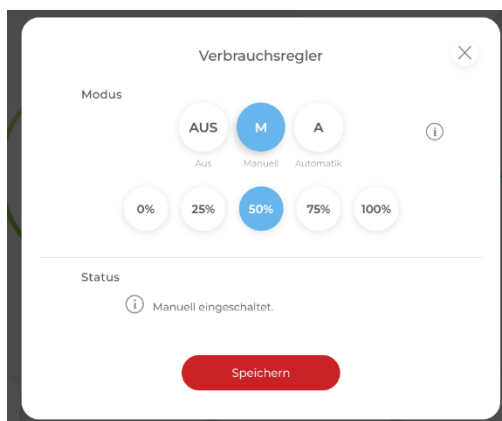 Verbrauchsregler
Modus
AUS M A
Aus Manuell Automatik
0% 25% 50% 75% 100%
Status
Manuell eingeschaltet.
Speichern